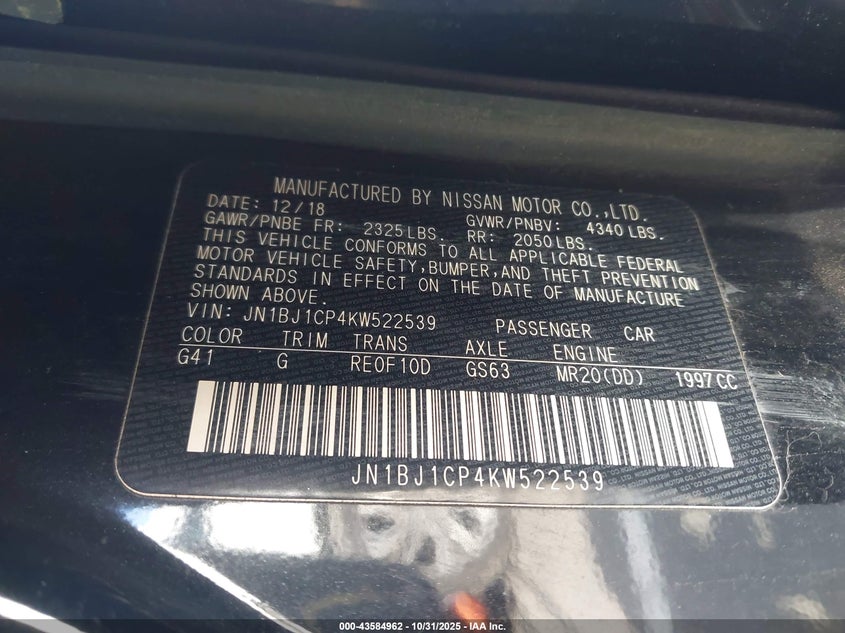 MANUFACTURED BY NISSAN MOTOR CO.,LTD.
DATE: 12/18 GVWR/PNBV: 4340 LBS.
GAWR/PNBE FR: 2325 LBS. RR: 2050 LBS.
THIS VEHICLE CONFORMS TO ALL APPLICABLE FEDERAL
MOTOR VEHICLE SAFETY,BUMPER,AND THEFT PREVENTION
STANDARDS IN EFFECT ON THE DATE OF MANUFACTURE
SHOWN ABOVE.
VIN: JN1BJ1CP4KW522539 PASSENGER CAR
COLOR TRIM TRANS AXLE ENGINE
G41 G RE0F10D GS63 MR20(DD) 1997CC
JN1BJ1CP4KW522539
000-43584962 - 10/31/2025 - IAA Inc.